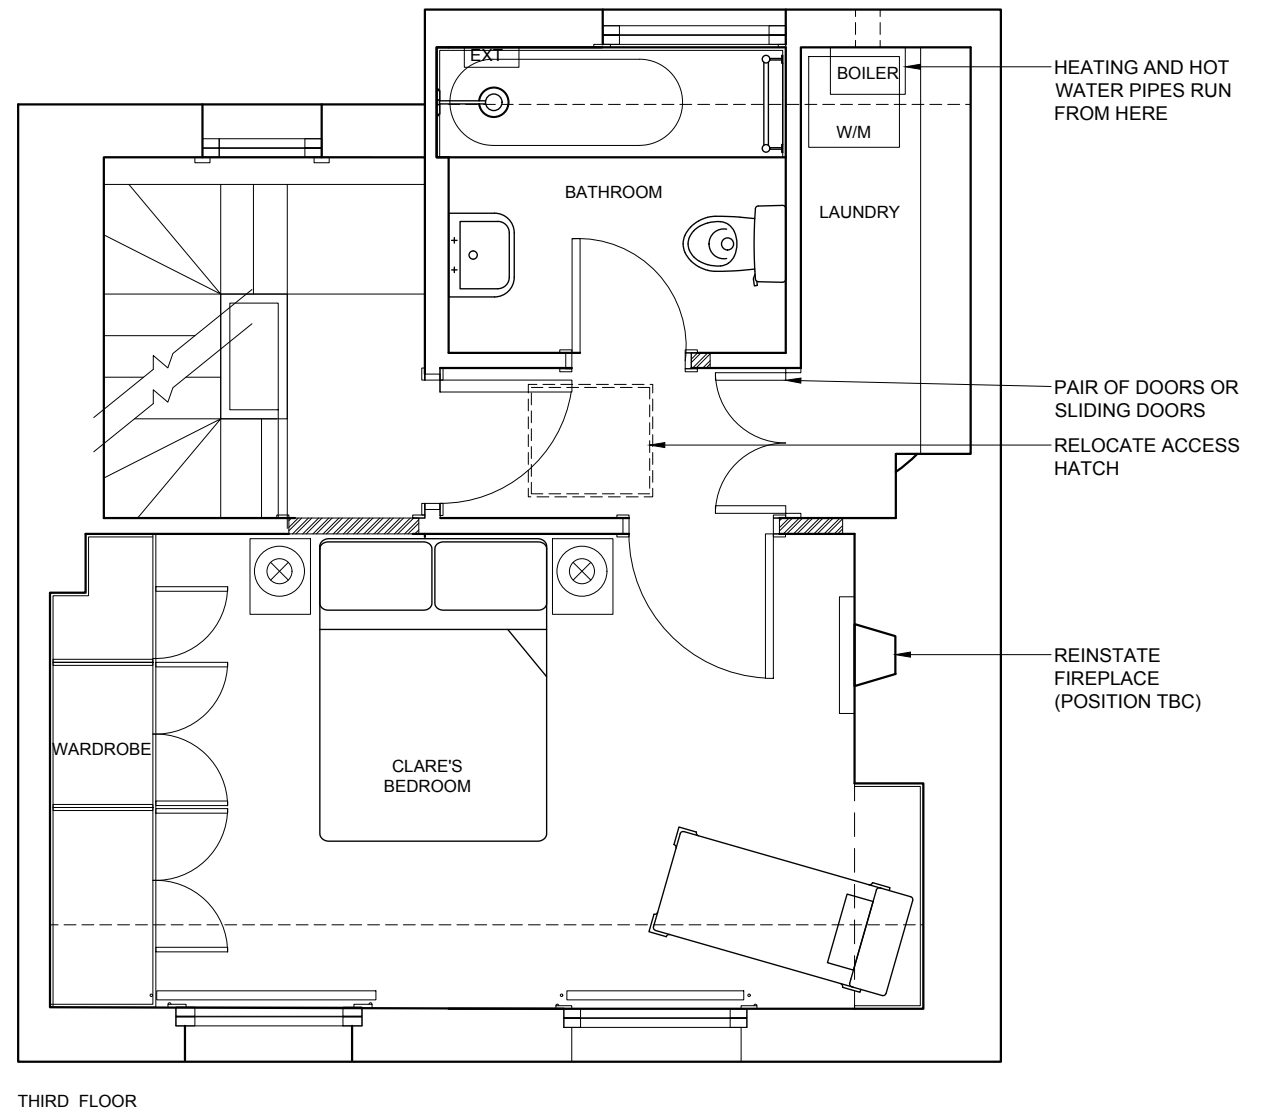 EXT
BOILER
W/M
HEATING AND HOT
WATER PIPES RUN
FROM HERE
BATHROOM
LAUNDRY
PAIR OF DOORS OR
SLIDING DOORS
RELOCATE ACCESS
HATCH
REINSTATE
FIREPLACE
(POSITION TBC)
WARDROBE
CLARE'S
BEDROOM
THIRD FLOOR